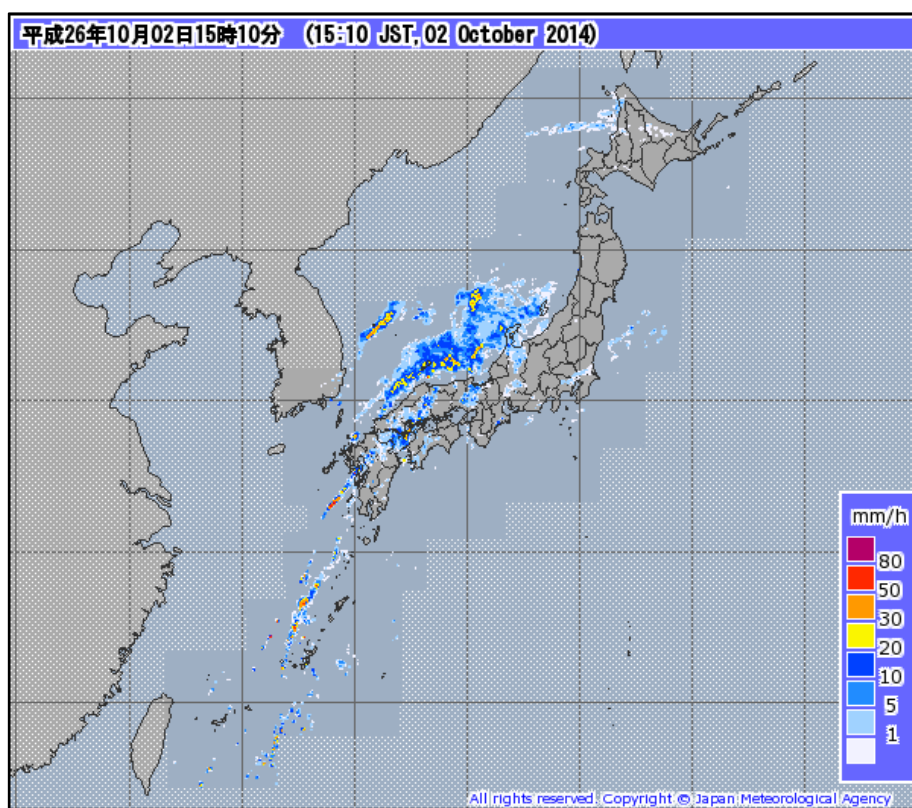 平成26年10月02日15時10分 (15:10 JST, 02 October 2014)
mm/h
80
50
30
20
10
5
1
All rights reserved. Copyright © Japan Meteorological Agency